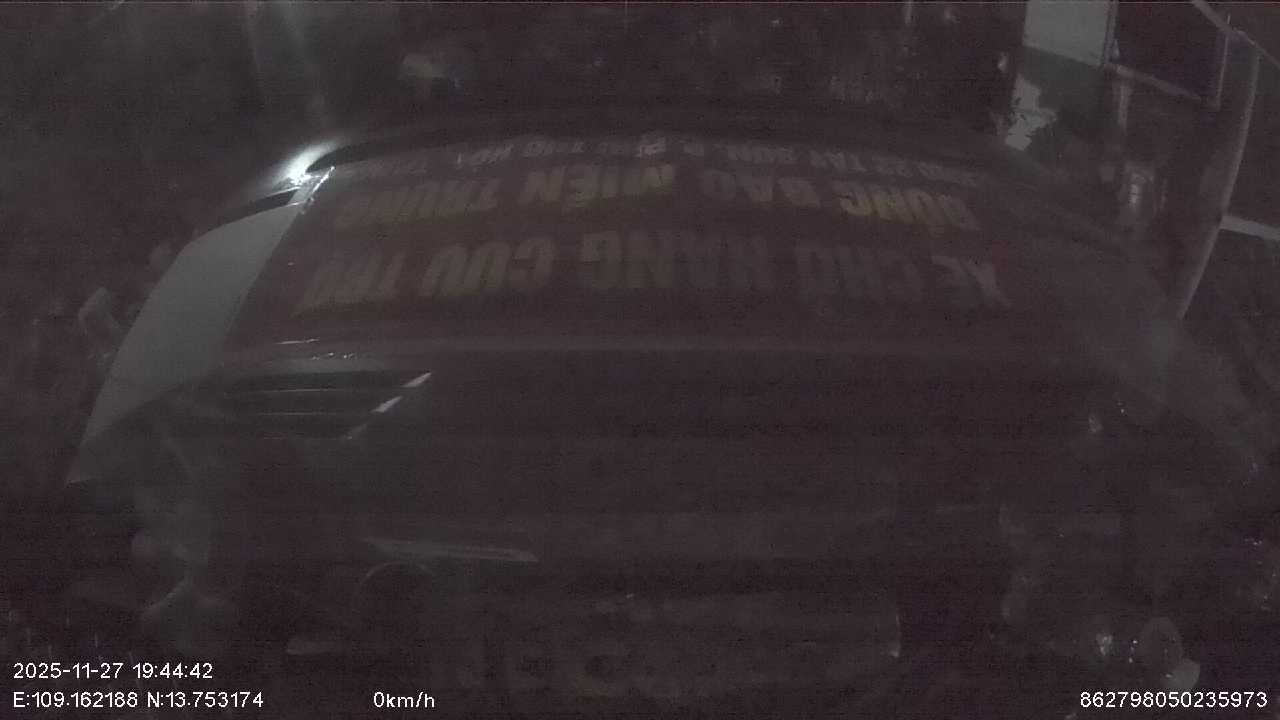 XE CHỞ HÀNG CỨU TRỢ
ĐỒNG BÀO MIỀN TRUNG
2025-11-27 19:44:42
E:109.162188 N:13.753174 0km/h 862798050235973